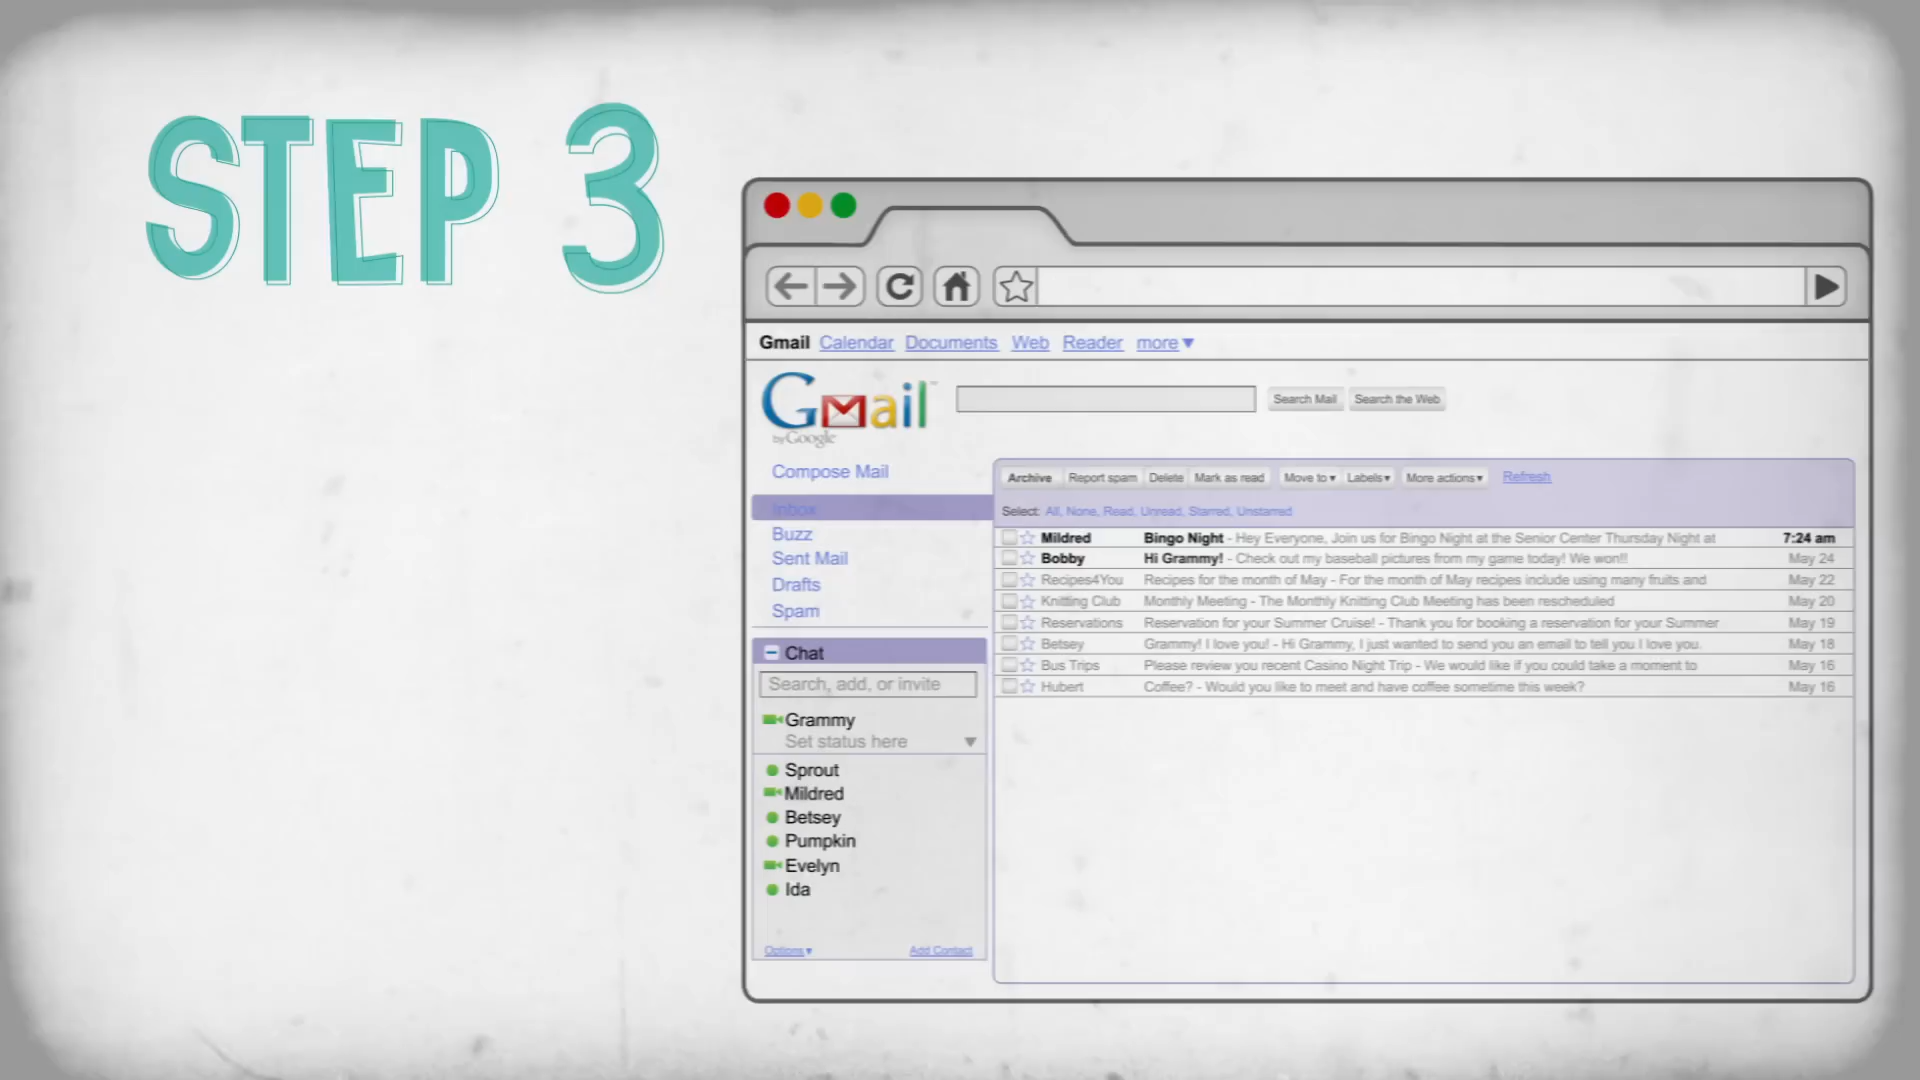 STEP 3
Gmail Calendar Documents Web Reader more
Gmail
by Google
Search Mail Search the Web
Compose Mail
Inbox
Buzz
Sent Mail
Drafts
Spam
Chat
Search, add, or invite
Grammy
Set status here
Sprout
Mildred
Betsey
Pumpkin
Evelyn
Ida
Options Add Contact
Archive Report spam Delete Mark as read Move to Labels More actions Refresh
Select: All, None, Read, Unread, Starred, Unstarred
Mildred Bingo Night - Hey Everyone, Join us for Bingo Night at the Senior Center Thursday Night at 7:24 am
Bobby Hi Grammy! - Check out my baseball pictures from my game today! We won!! May 24
Recipes4You Recipes for the month of May - For the month of May recipes include using many fruits and May 22
Knitting Club Monthly Meeting - The Monthly Knitting Club Meeting has been rescheduled May 20
Reservations Reservation for your Summer Cruise! - Thank you for booking a reservation for your Summer May 19
Betsey Grammy! I love you! - Hi Grammy, I just wanted to send you an email to tell you I love you. May 18
Bus Trips Please review you recent Casino Night Trip - We would like if you could take a moment to May 16
Hubert Coffee? - Would you like to meet and have coffee sometime this week? May 16